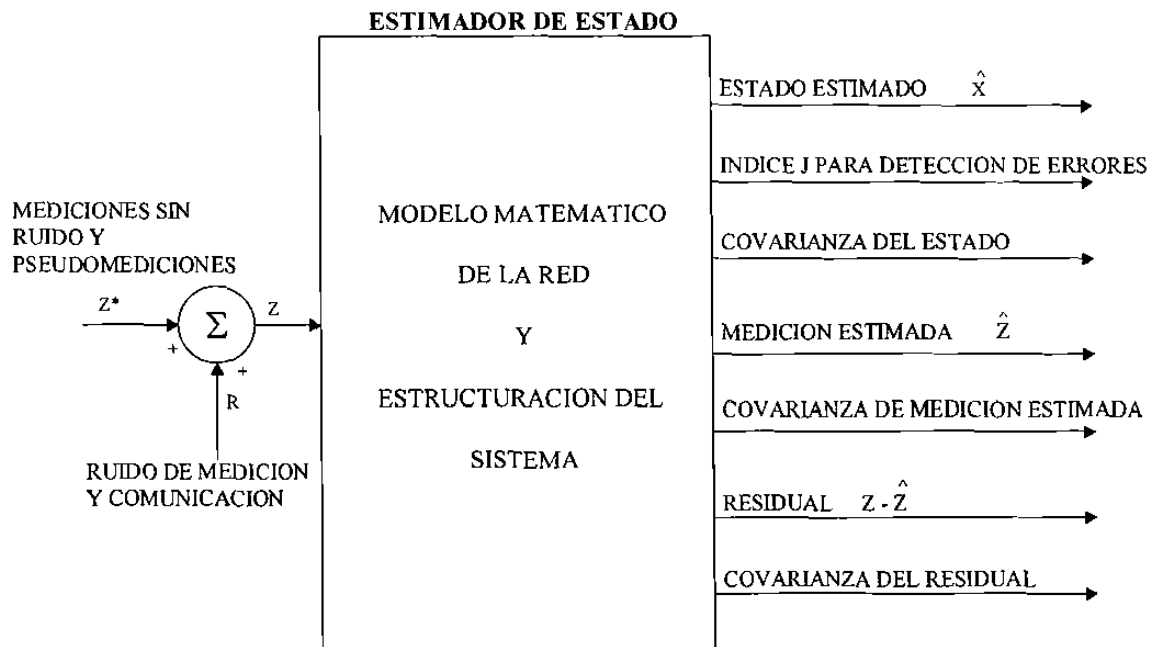 ESTIMADOR DE ESTADO
MEDICIONES SIN
RUIDO Y
PSEUDOMEDICIONES
Z*
+
Σ
+
Z
R
RUIDO DE MEDICION
Y COMUNICACION
MODELO MATEMATICO
DE LA RED
Y
ESTRUCTURACION DEL
SISTEMA
ESTADO ESTIMADO x̂
INDICE J PARA DETECCION DE ERRORES
COVARIANZA DEL ESTADO
MEDICION ESTIMADA Ẑ
COVARIANZA DE MEDICION ESTIMADA
RESIDUAL Z - Ẑ
COVARIANZA DEL RESIDUAL